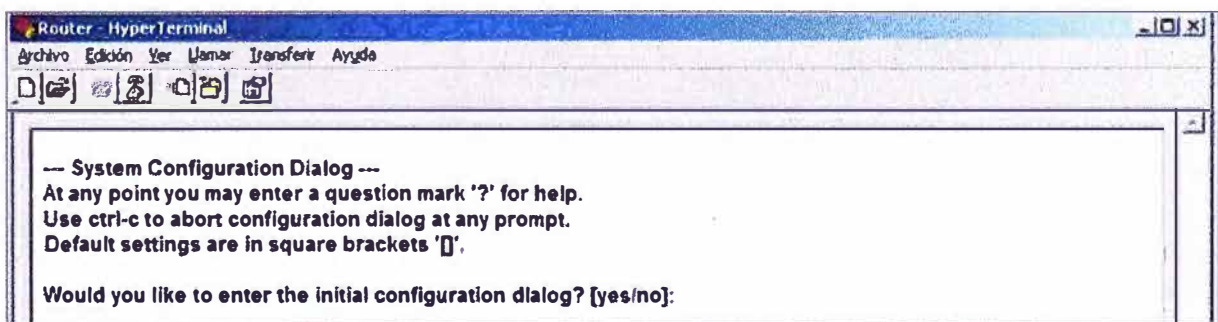 Router - HyperTerminal
Archivo Edición Ver Llamar Transferir Ayuda
--- System Configuration Dialog ---
At any point you may enter a question mark '?' for help.
Use ctrl-c to abort configuration dialog at any prompt.
Default settings are in square brackets '[]'.
Would you like to enter the initial configuration dialog? [yes/no]: